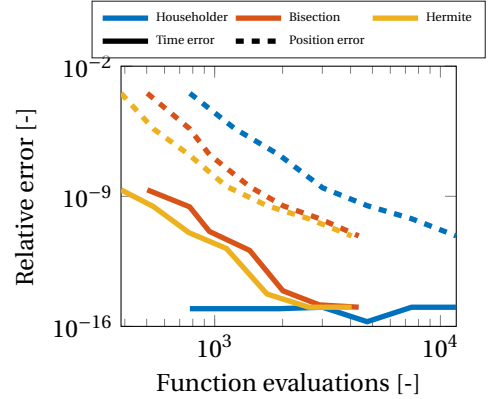 Householder Bisection Hermite
Time error Position error
10^-2
10^-9
10^-16
Relative error [-]
10^3 10^4
Function evaluations [-]